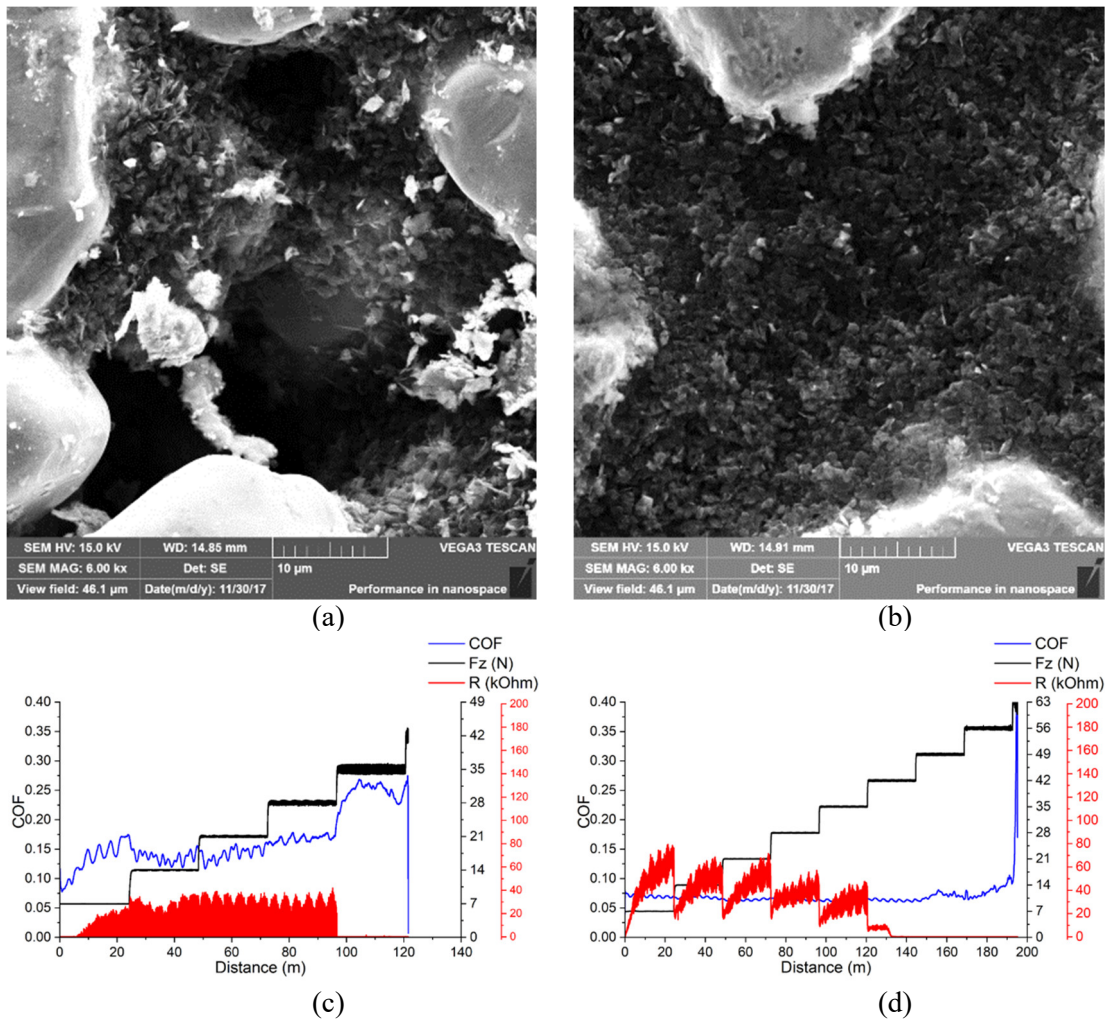 SEM HV: 15.0 kV WD: 14.85 mm VEGA3 TESCAN
SEM MAG: 6.00 kx Det: SE 10 µm
View field: 46.1 µm Date(m/d/y): 11/30/17 Performance in nanospace
(a)
SEM HV: 15.0 kV WD: 14.91 mm VEGA3 TESCAN
SEM MAG: 6.00 kx Det: SE 10 µm
View field: 46.1 µm Date(m/d/y): 11/30/17 Performance in nanospace
(b)
COF
Fz (N)
R (kOhm)
0.40 49 200
0.35 42 180
0.30 35 160
0.25 28 140
0.20 21 120
0.15 14 100
0.10 7 80
0.05 0 60
0.00 40
20
0
COF
0 20 40 60 80 100 120 140
Distance (m)
(c)
COF
Fz (N)
R (kOhm)
0.40 63 200
0.35 56 180
0.30 49 160
0.25 42 140
0.20 35 120
0.15 28 100
0.10 21 80
0.05 14 60
0.00 7 40
0 20
0
COF
0 20 40 60 80 100 120 140 160 180 200
Distance (m)
(d)